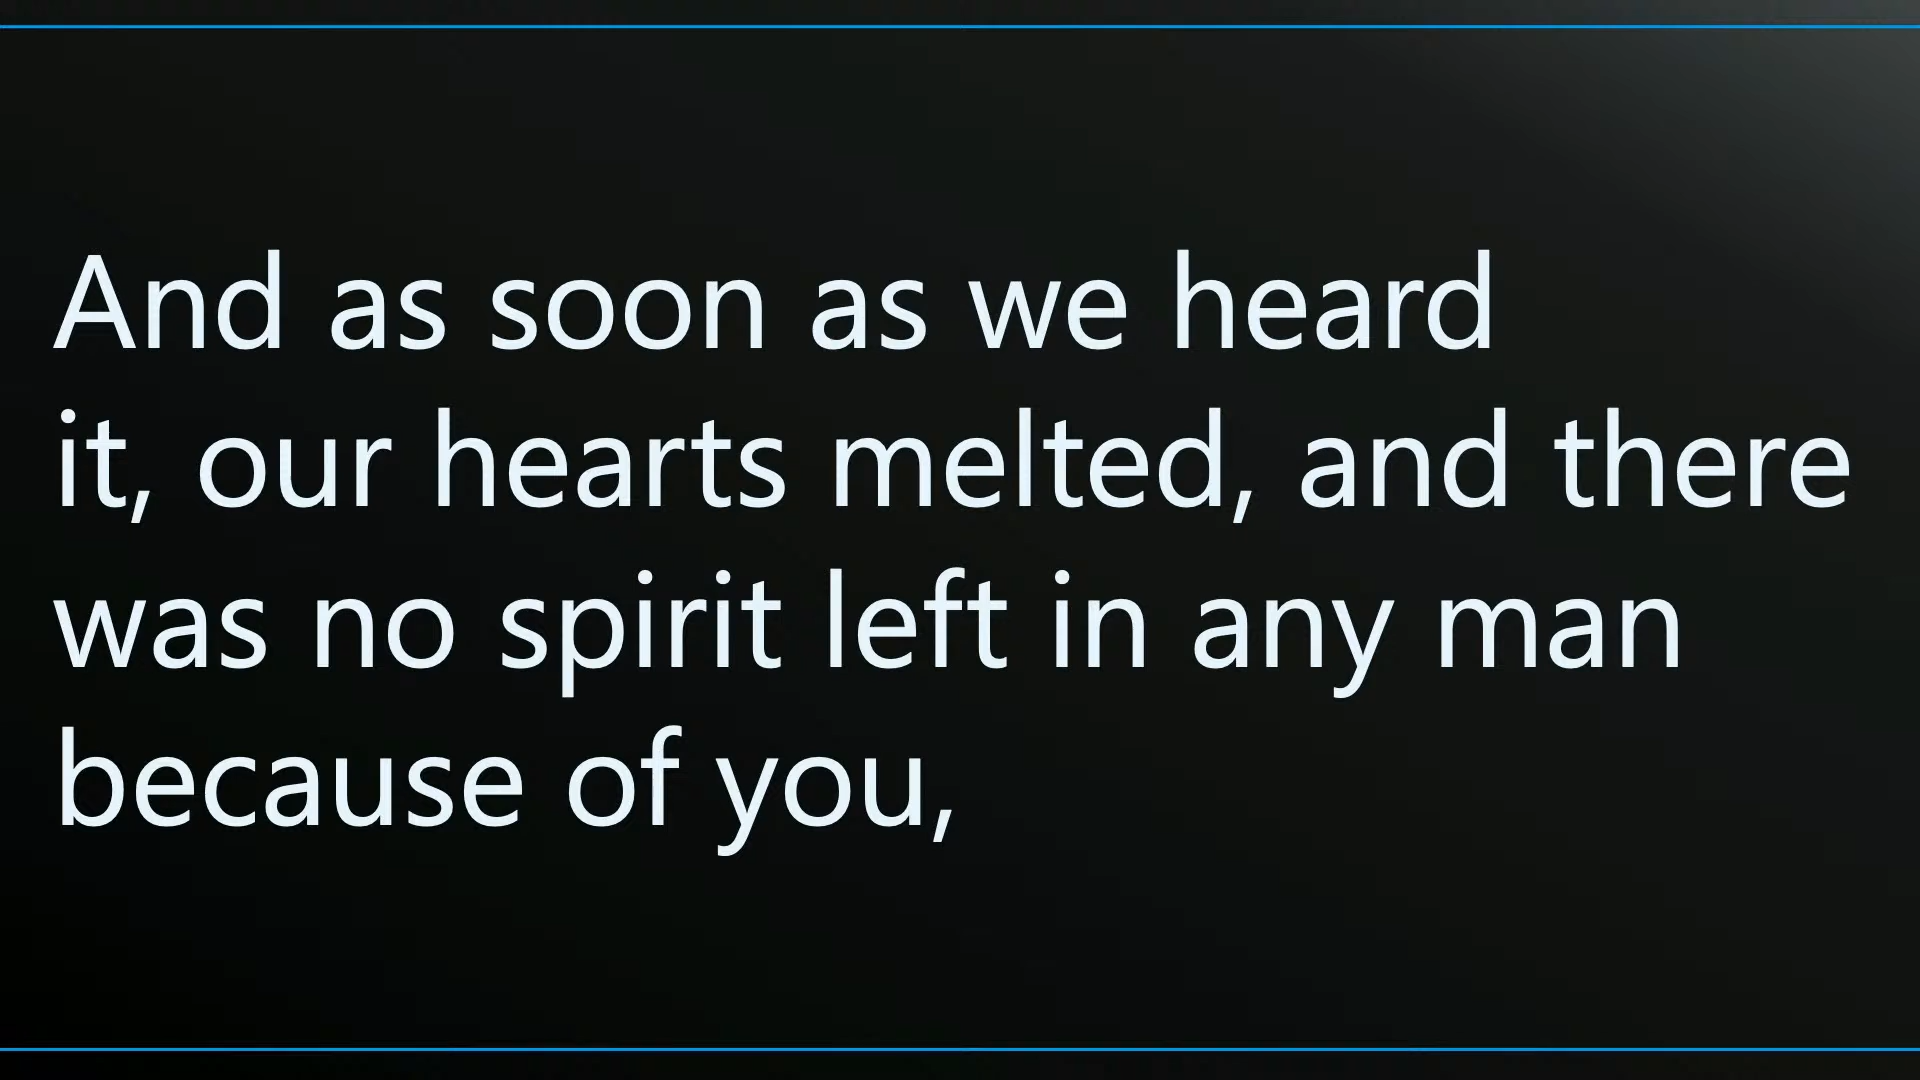 And as soon as we heard
it, our hearts melted, and there
was no spirit left in any man
because of you,